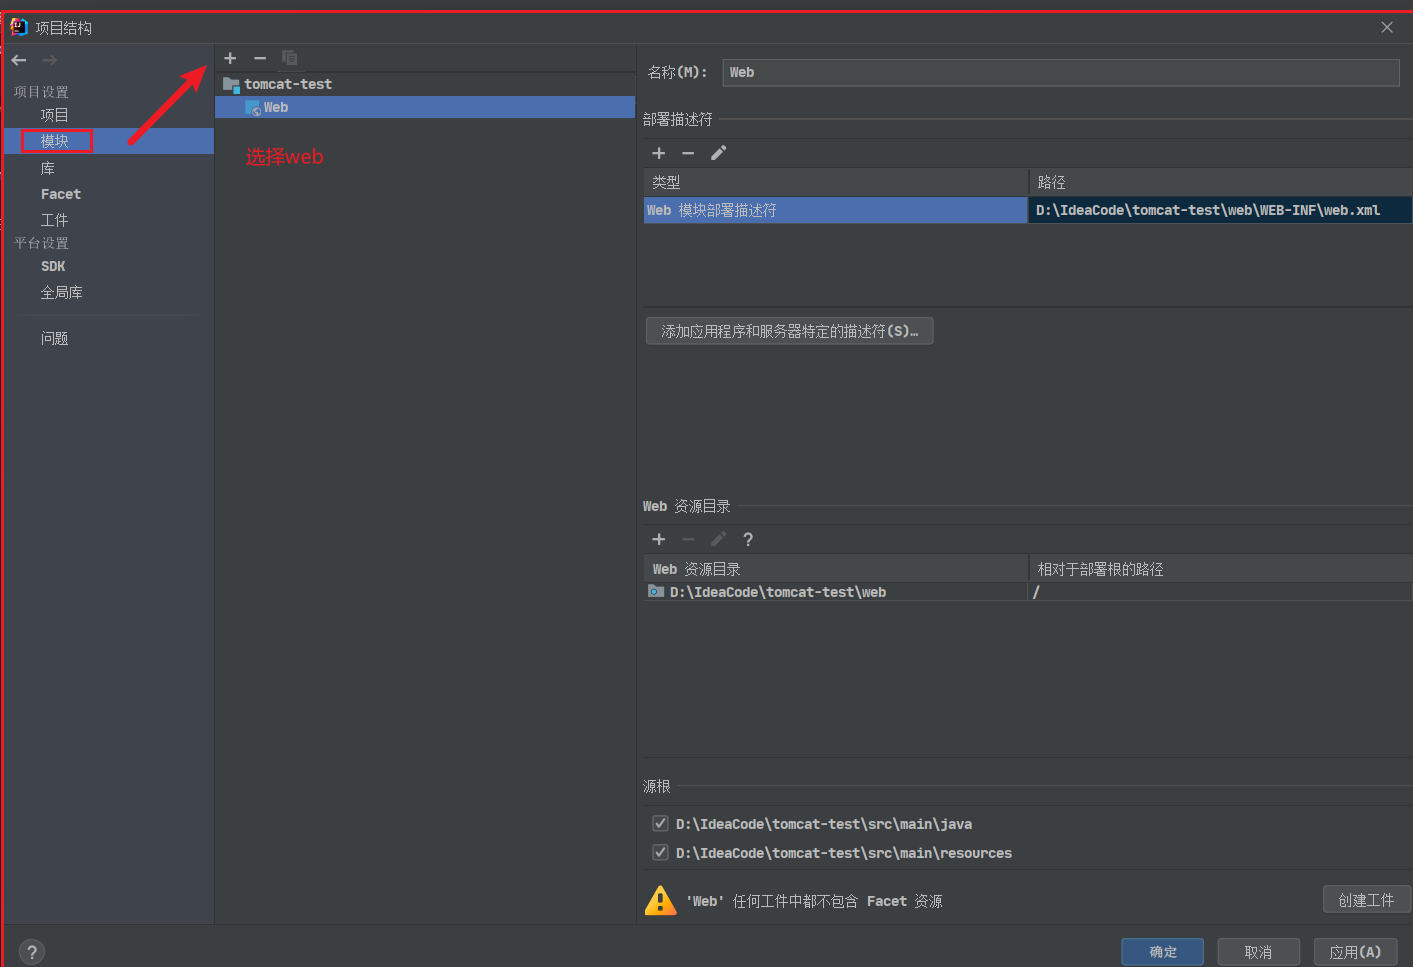 项目结构
项目设置
项目
模块
库
Facet
工件
平台设置
SDK
全局库
问题
tomcat-test
Web
选择web
名称(M):
Web
部署描述符
类型
路径
Web 模块部署描述符
D:\IdeaCode\tomcat-test\web\WEB-INF\web.xml
添加应用程序和服务器特定的描述符(S)…
Web 资源目录
?
Web 资源目录
相对于部署根的路径
D:\IdeaCode\tomcat-test\web
/
源根
D:\IdeaCode\tomcat-test\src\main\java
D:\IdeaCode\tomcat-test\src\main\resources
'Web' 任何工件中都不包含 Facet 资源
创建工件
?
确定
取消
应用(A)